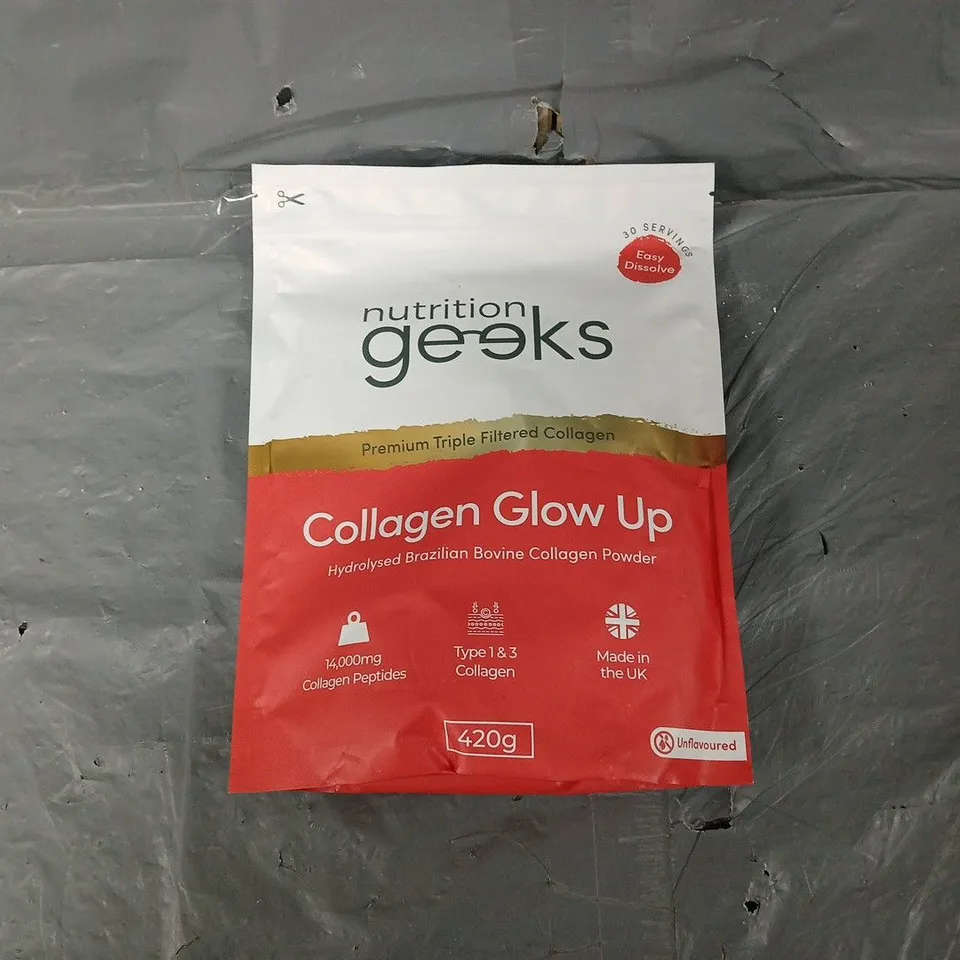 30 SERVINGS
Easy
Dissolve
nutrition
geeks
Premium Triple Filtered Collagen
Collagen Glow Up
Hydrolysed Brazilian Bovine Collagen Powder
14,000mg
Collagen Peptides
Type 1 & 3
Collagen
Made in
the UK
420g
Unflavoured